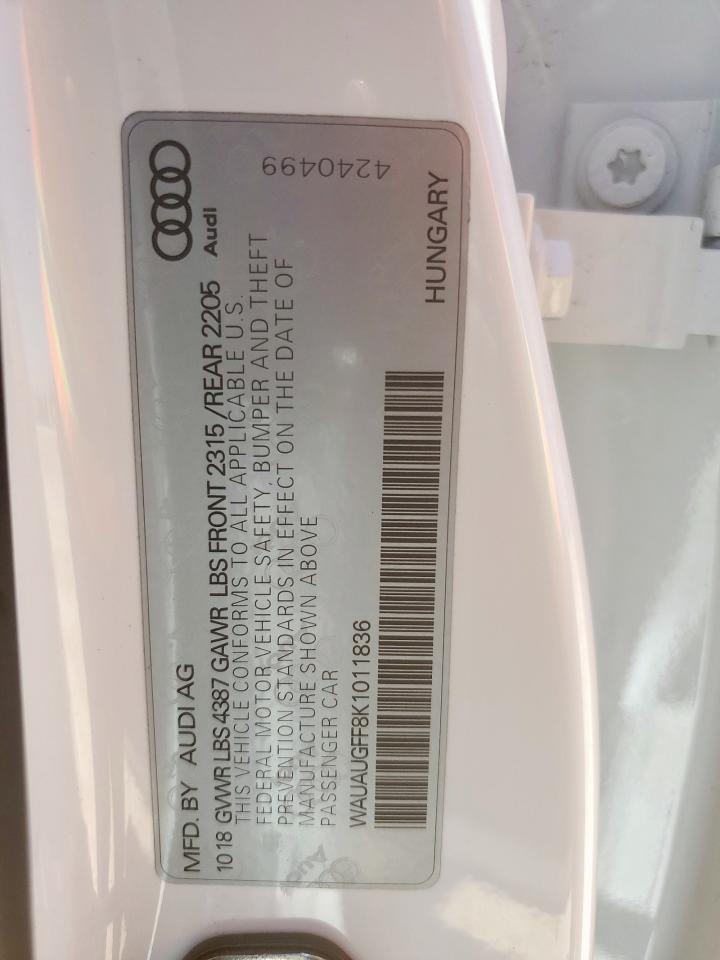 MFD. BY AUDI AG
Audi
1018 GVWR LBS 4387 GAWR LBS FRONT 2315 /REAR 2205
THIS VEHICLE CONFORMS TO ALL APPLICABLE U.S.
FEDERAL MOTOR VEHICLE SAFETY, BUMPER AND THEFT
PREVENTION STANDARDS IN EFFECT ON THE DATE OF
MANUFACTURE SHOWN ABOVE
PASSENGER CAR
4240499
WAUAUGFF8K1011836
HUNGARY
Audi